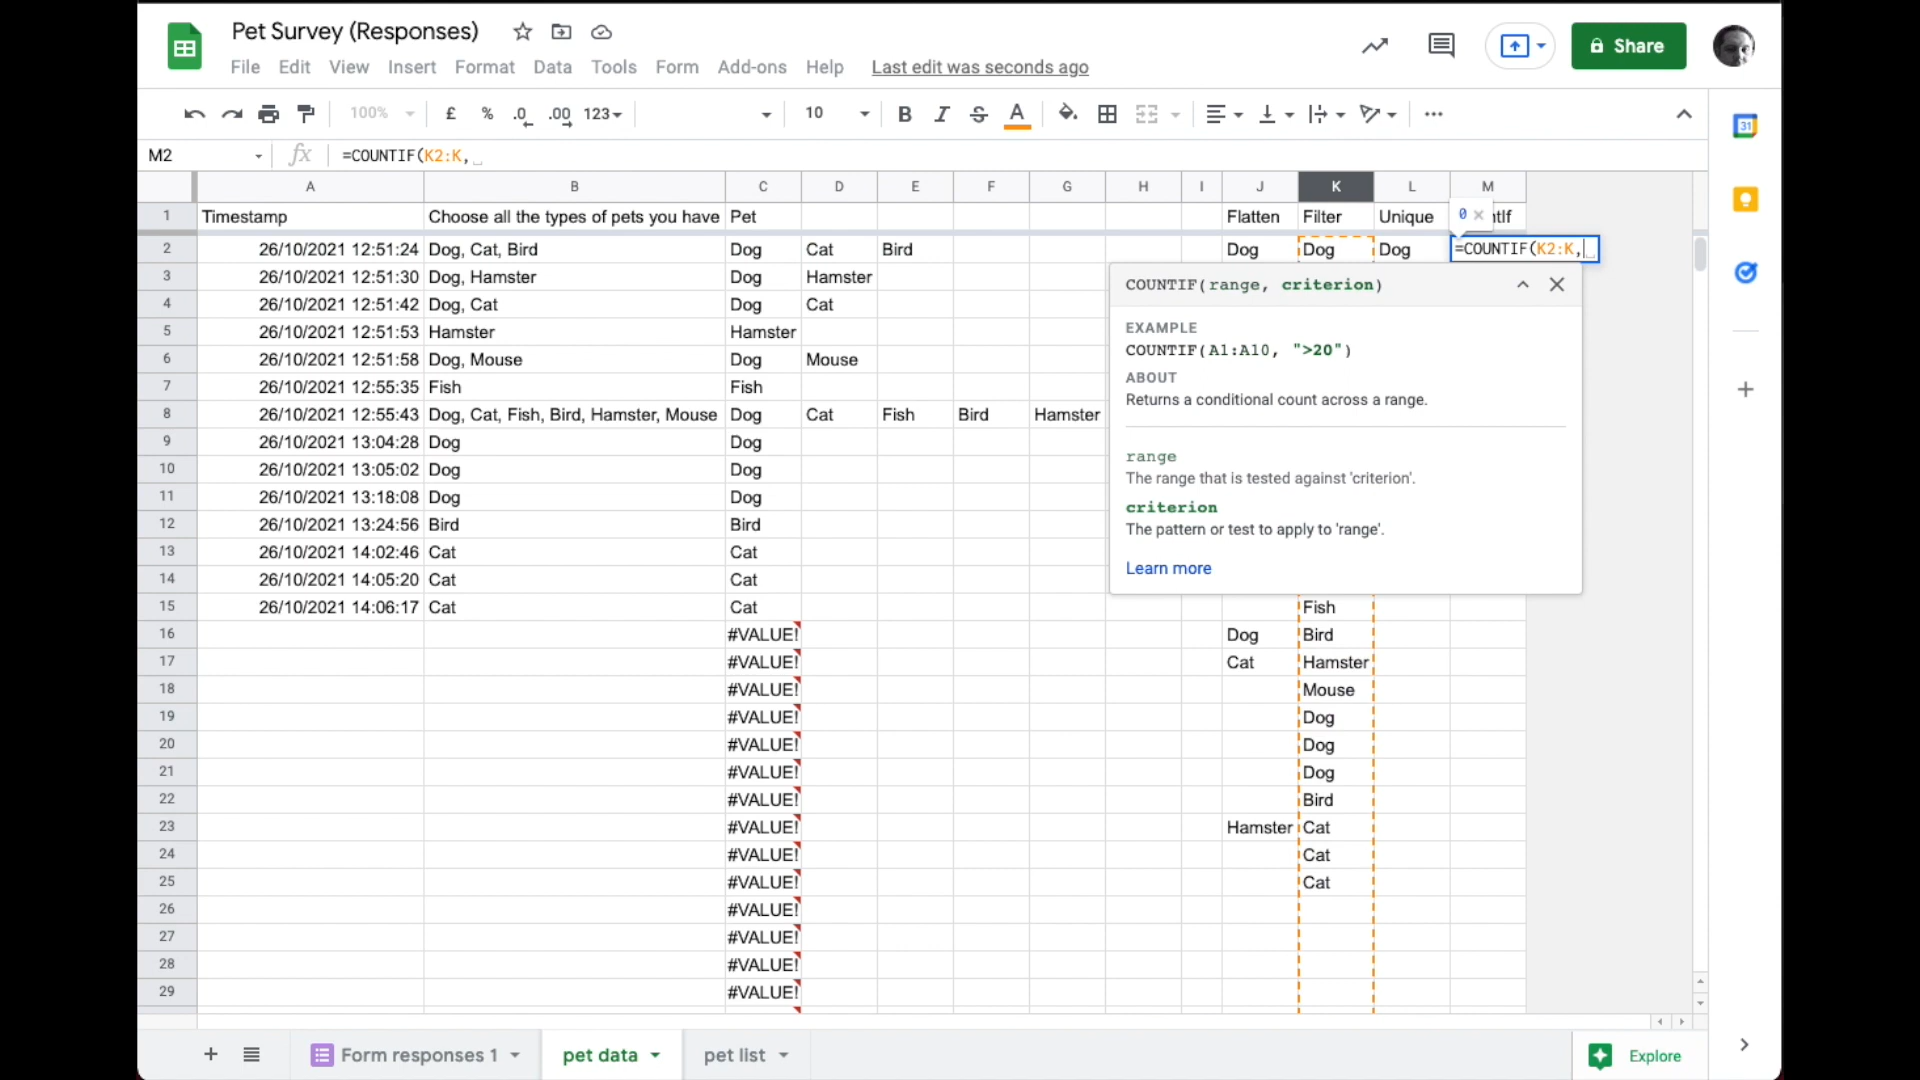 Pet Survey (Responses)
File Edit View Insert Format Data Tools Form Add-ons Help Last edit was seconds ago
Share
100% £ % .0 .00 123 10 B I S A
31
M2 fx =COUNTIF(K2:K,
A B C D E F G H I J K L M
1 Timestamp Choose all the types of pets you have Pet Flatten Filter Unique ntIf
0 ×
2 26/10/2021 12:51:24 Dog, Cat, Bird Dog Cat Bird Dog Dog Dog =COUNTIF(K2:K,
3 26/10/2021 12:51:30 Dog, Hamster Dog Hamster
4 26/10/2021 12:51:42 Dog, Cat Dog Cat
5 26/10/2021 12:51:53 Hamster Hamster
6 26/10/2021 12:51:58 Dog, Mouse Dog Mouse
7 26/10/2021 12:55:35 Fish Fish
8 26/10/2021 12:55:43 Dog, Cat, Fish, Bird, Hamster, Mouse Dog Cat Fish Bird Hamster
9 26/10/2021 13:04:28 Dog Dog
10 26/10/2021 13:05:02 Dog Dog
11 26/10/2021 13:18:08 Dog Dog
12 26/10/2021 13:24:56 Bird Bird
13 26/10/2021 14:02:46 Cat Cat
14 26/10/2021 14:05:20 Cat Cat
15 26/10/2021 14:06:17 Cat Cat Fish
16 #VALUE! Dog Bird
17 #VALUE! Cat Hamster
18 #VALUE! Mouse
19 #VALUE! Dog
20 #VALUE! Dog
21 #VALUE! Dog
22 #VALUE! Bird
23 #VALUE! Hamster Cat
24 #VALUE! Cat
25 #VALUE! Cat
26 #VALUE!
27 #VALUE!
28 #VALUE!
29 #VALUE!
COUNTIF(range, criterion)
EXAMPLE
COUNTIF(A1:A10, ">20")
ABOUT
Returns a conditional count across a range.
range
The range that is tested against 'criterion'.
criterion
The pattern or test to apply to 'range'.
Learn more
Form responses 1 pet data pet list Explore